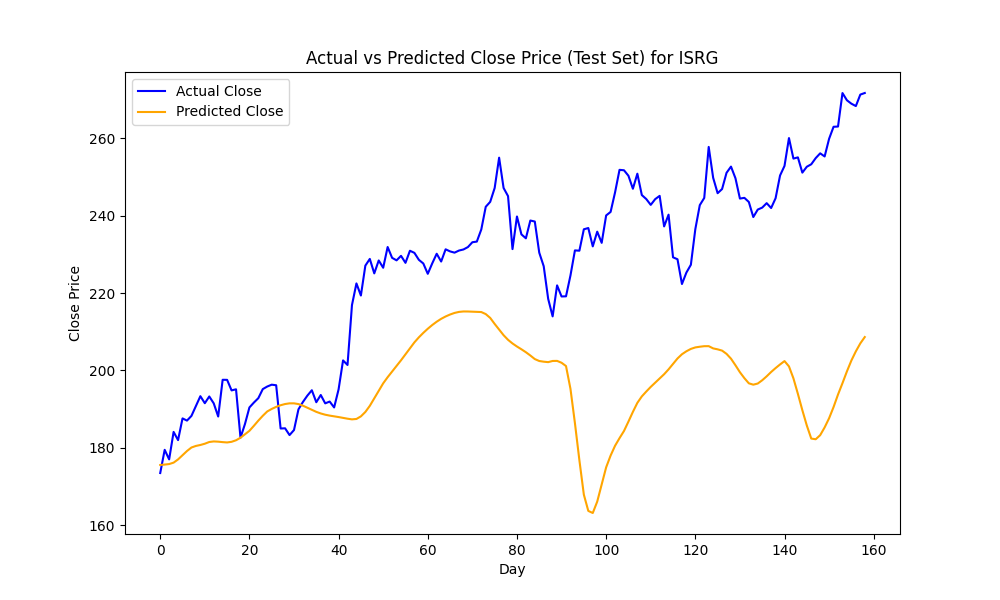 Actual vs Predicted Close Price (Test Set) for ISRG
Actual Close
Predicted Close
Close Price
260
240
220
200
180
160
0 20 40 60 80 100 120 140 160
Day